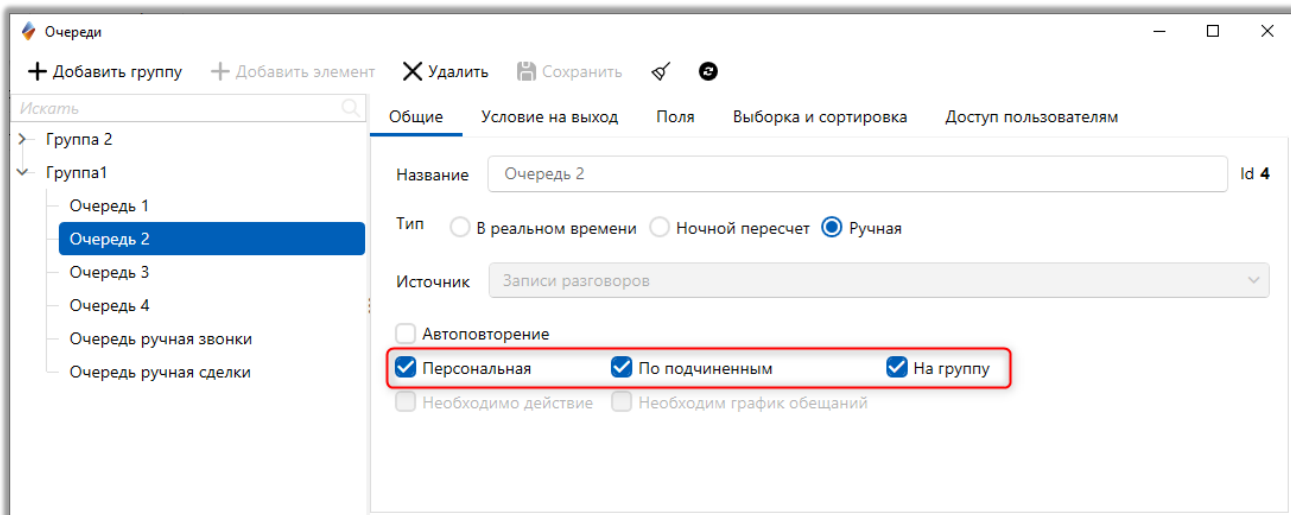 Очереди
Добавить группу Добавить элемент Удалить Сохранить
Искать
Группа 2
Группа1
Очередь 1
Очередь 2
Очередь 3
Очередь 4
Очередь ручная звонки
Очередь ручная сделки
Общие Условие на выход Поля Выборка и сортировка Доступ пользователям
Название Очередь 2 Id 4
Тип В реальном времени Ночной пересчет Ручная
Источник Записи разговоров
Автоповторение
Персональная По подчиненным На группу
Необходимо действие Необходим график обещаний